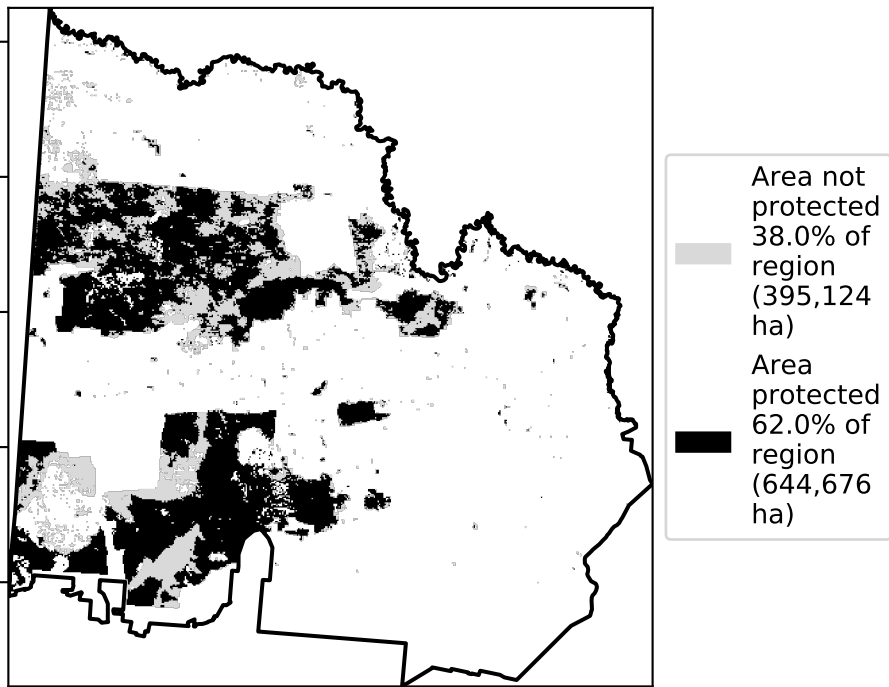 Area not
protected
38.0% of
region
(395,124
ha)
Area
protected
62.0% of
region
(644,676
ha)